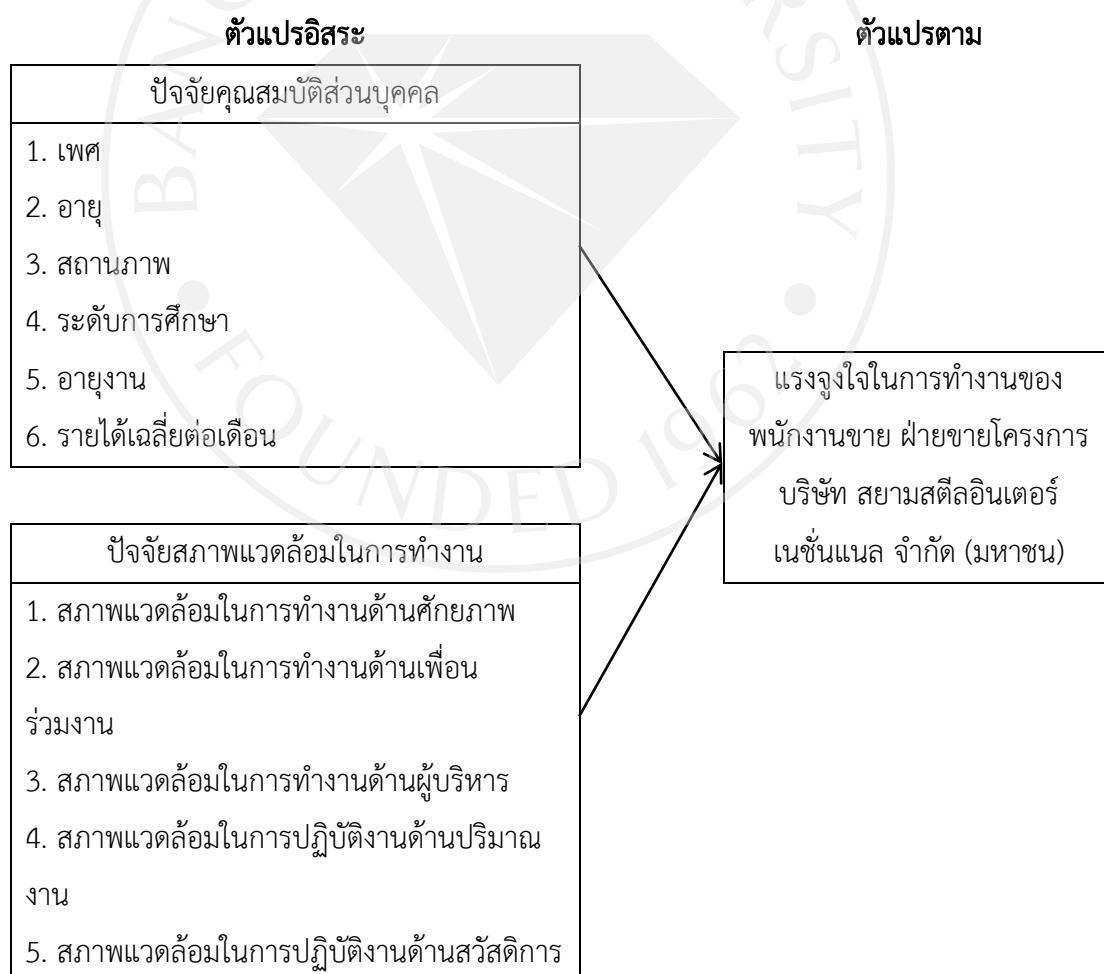 ตัวแปรอิสระ
ตัวแปรตาม
ปัจจัยคุณสมบัติส่วนบุคคล
1. เพศ
2. อายุ
3. สถานภาพ
4. ระดับการศึกษา
5. อายุงาน
6. รายได้เฉลี่ยต่อเดือน
แรงจูงใจในการทำงานของ
พนักงานขาย ฝ่ายขายโครงการ
บริษัท สยามสตีลอินเตอร์
เนชั่นแนล จำกัด (มหาชน)
ปัจจัยสภาพแวดล้อมในการทำงาน
1. สภาพแวดล้อมในการทำงานด้านศักยภาพ
2. สภาพแวดล้อมในการทำงานด้านเพื่อน
ร่วมงาน
3. สภาพแวดล้อมในการทำงานด้านผู้บริหาร
4. สภาพแวดล้อมในการปฏิบัติงานด้านปริมาณ
งาน
5. สภาพแวดล้อมในการปฏิบัติงานด้านสวัสดิการ
FOUNDED 1962